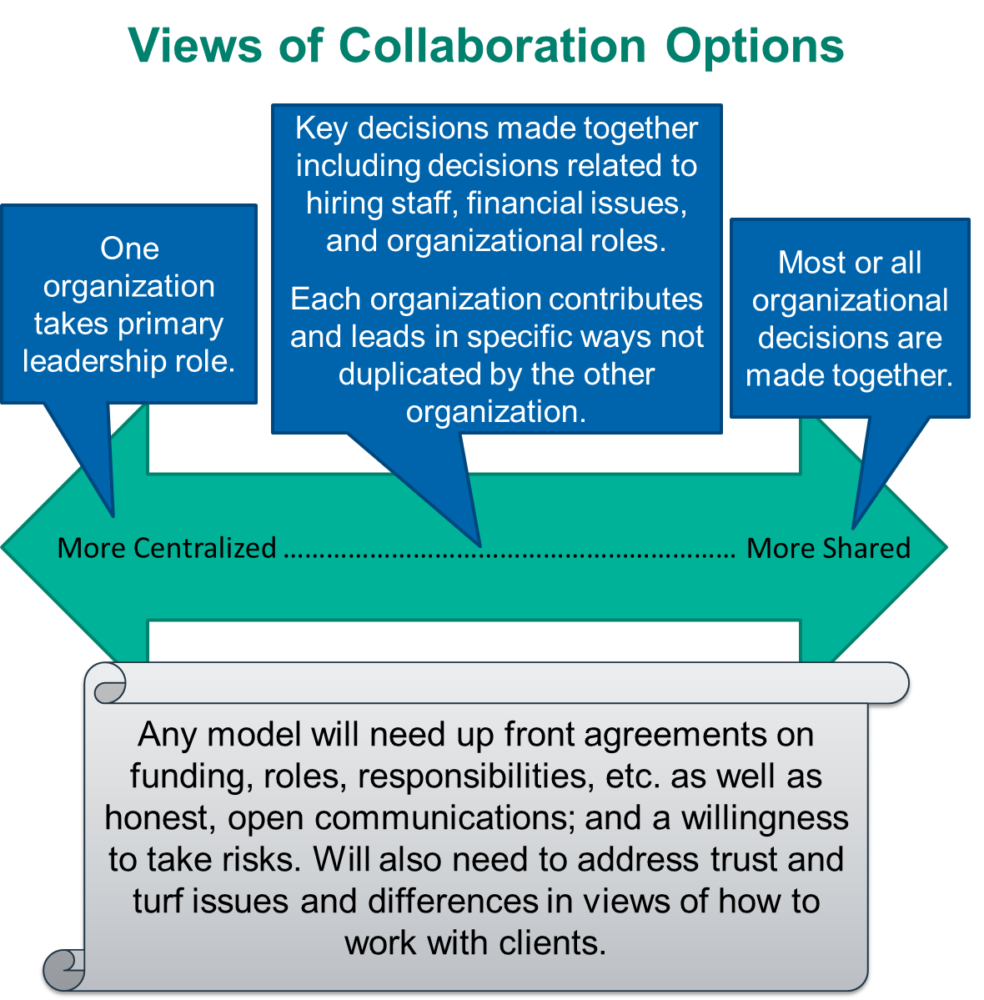 Views of Collaboration Options
One
organization
takes primary
leadership role.
Key decisions made together
including decisions related to
hiring staff, financial issues,
and organizational roles.
Each organization contributes
and leads in specific ways not
duplicated by the other
organization.
Most or all
organizational
decisions are
made together.
More Centralized ……………………………………………………… More Shared
Any model will need up front agreements on
funding, roles, responsibilities, etc. as well as
honest, open communications; and a willingness
to take risks. Will also need to address trust and
turf issues and differences in views of how to
work with clients.